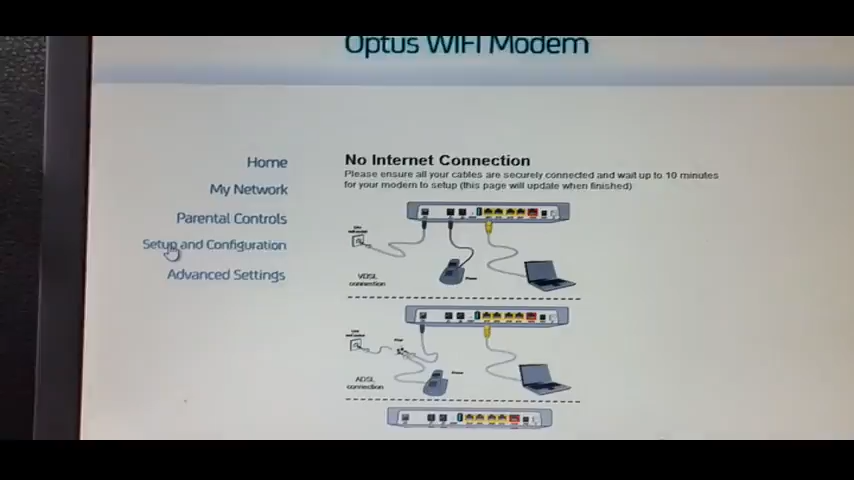 Optus WiFi Modem
Home
My Network
Parental Controls
Setup and Configuration
Advanced Settings
No Internet Connection
Please ensure all your cables are securely connected and wait up to 10 minutes
for your modem to setup (this page will update when finished)
VDSL
connection
Phone
ADSL
connection
Phone